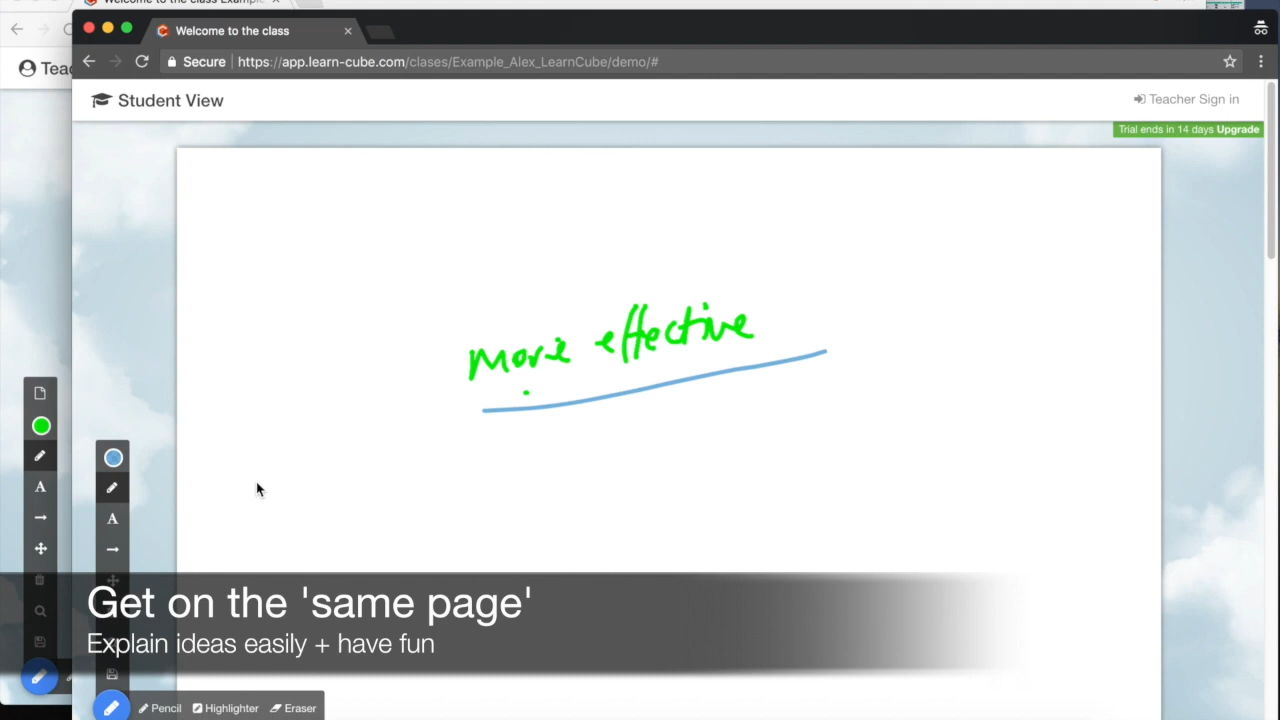 Welcome to the class
Teac
Secure
https://app.learn-cube.com/clases/Example_Alex_LearnCube/demo/#
Student View
Teacher Sign in
Trial ends in 14 days Upgrade
more effective
A
A
Get on the 'same page'
Explain ideas easily + have fun
Pencil Highlighter Eraser